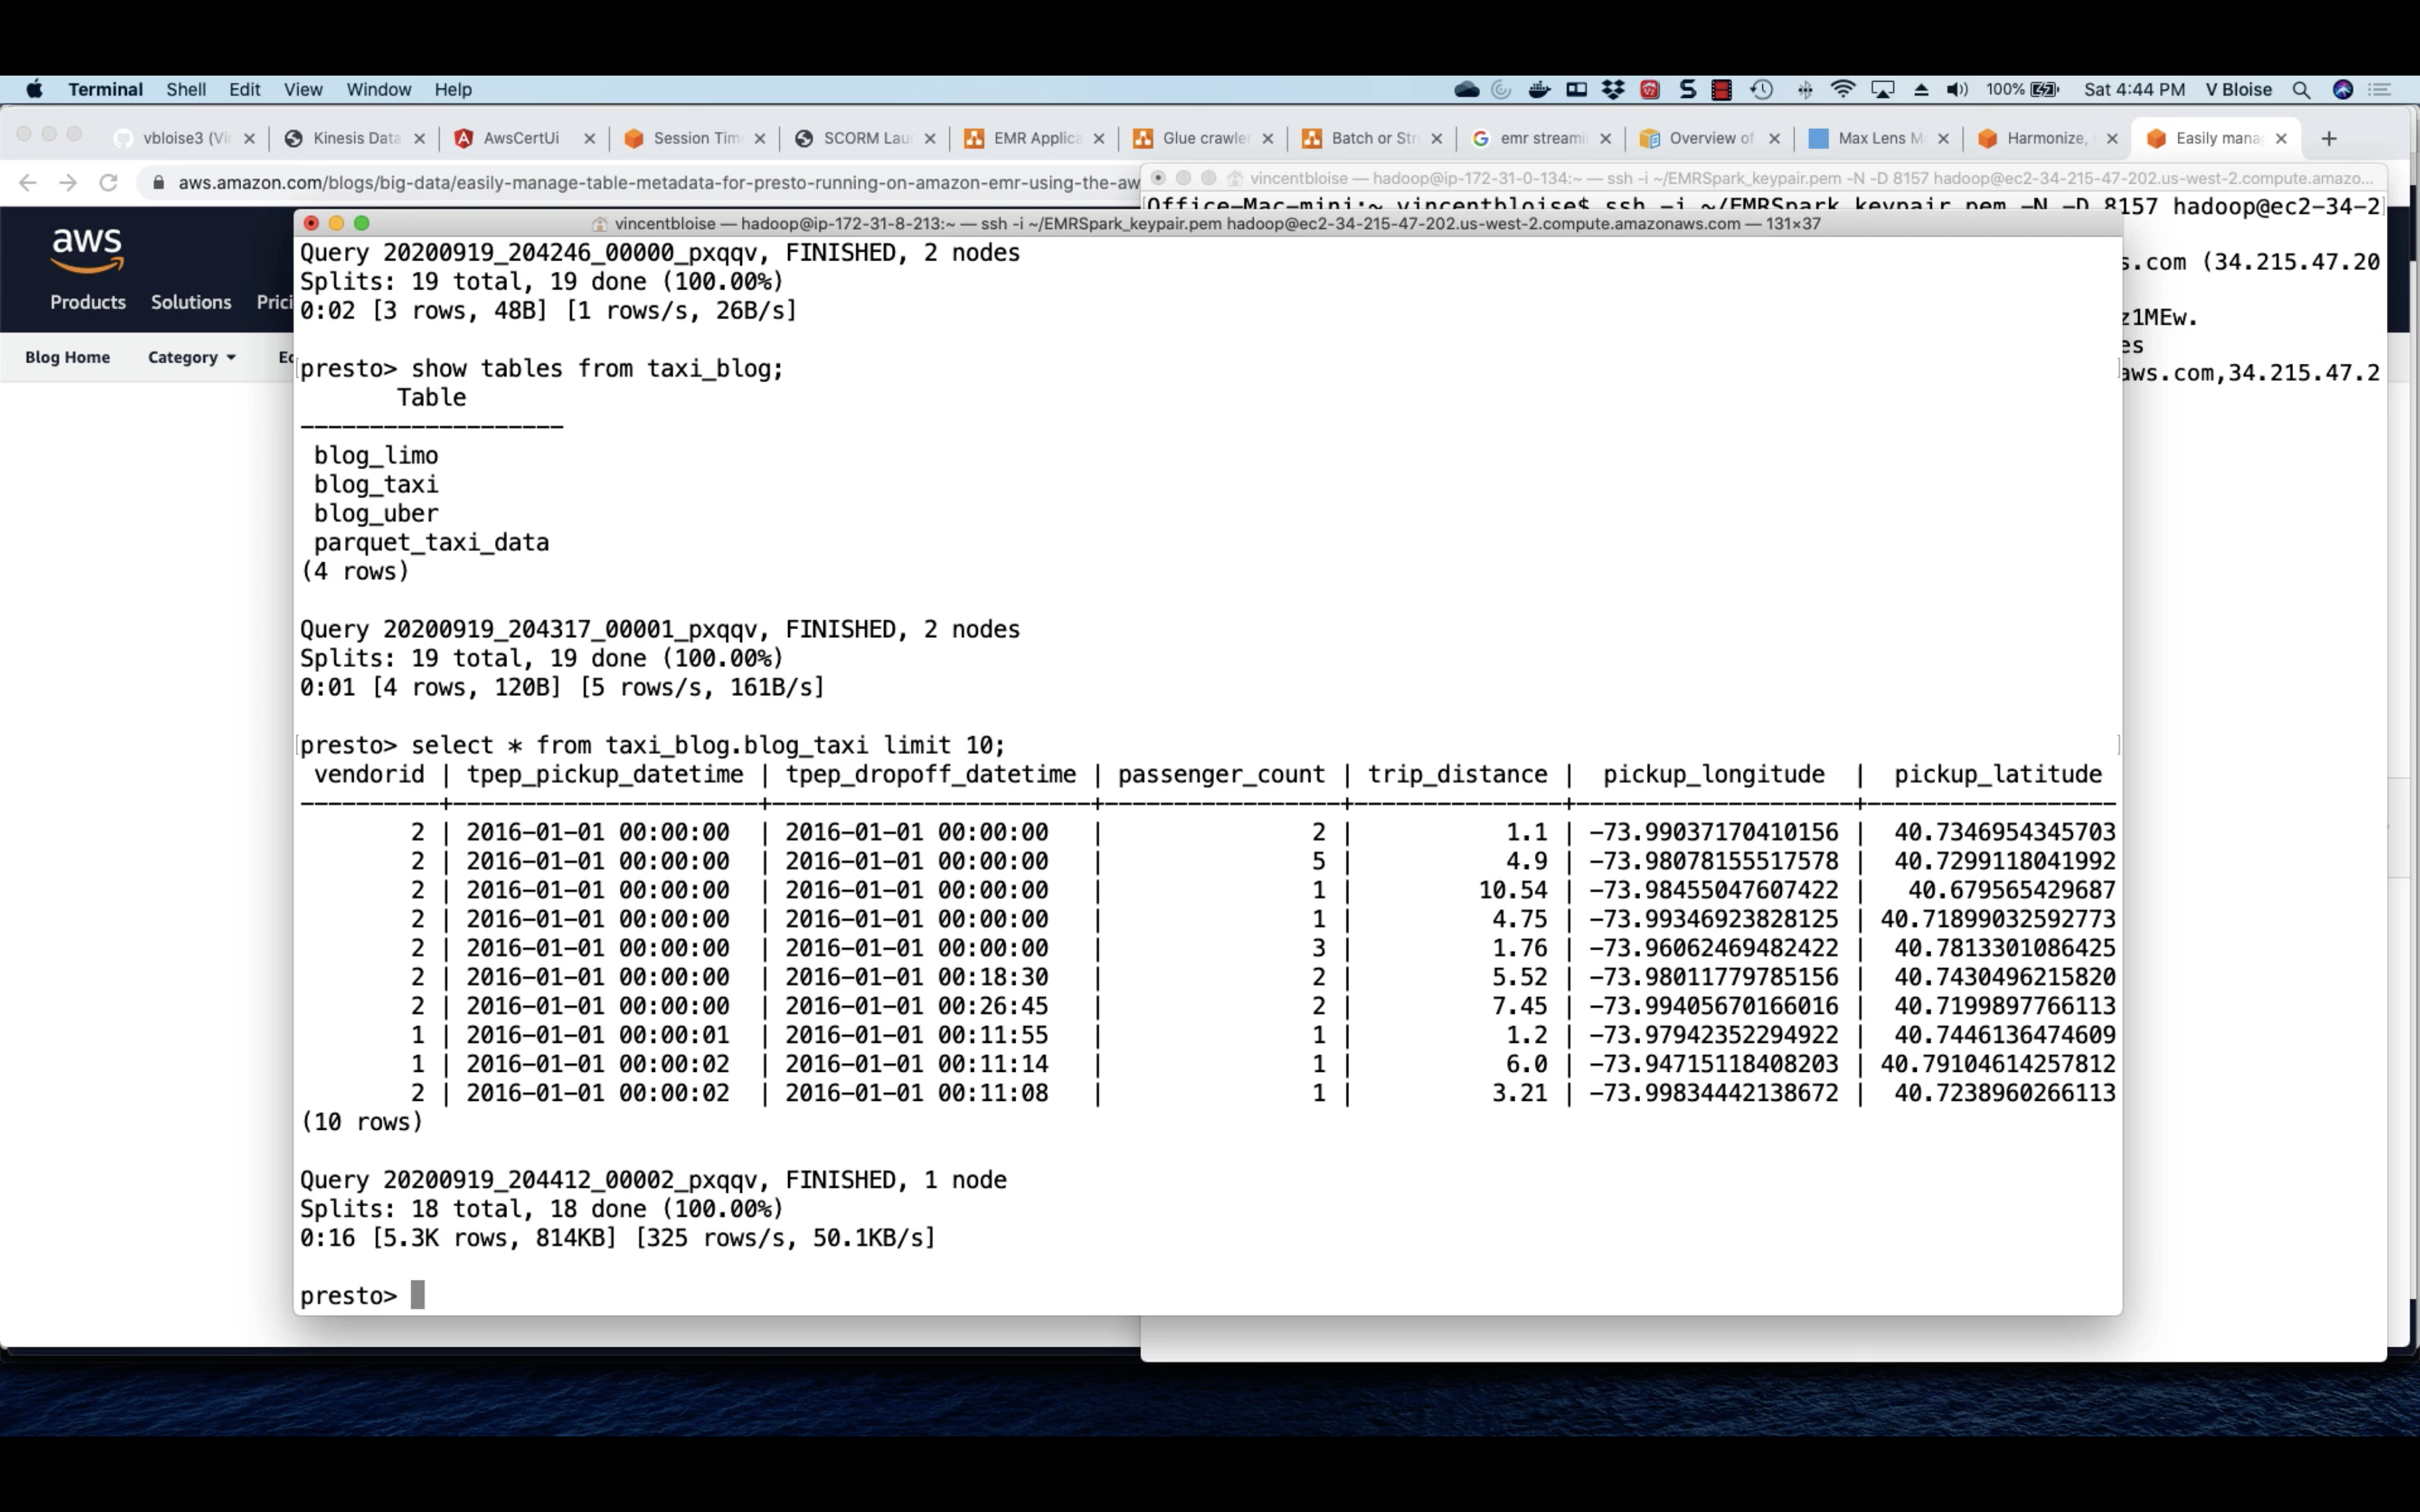 Terminal Shell Edit View Window Help 100% Sat 4:44 PM V Bloise
vbloise3 (Vi Kinesis Data AwsCertUi Session Tim SCORM Lau EMR Applica Glue crawler Batch or Str emr streami Overview of Max Lens M Harmonize, Easily mana
aws.amazon.com/blogs/big-data/easily-manage-table-metadata-for-presto-running-on-amazon-emr-using-the-aw
vincentbloise — hadoop@ip-172-31-0-134:~ — ssh -i ~/EMRSpark_keypair.pem -N -D 8157 hadoop@ec2-34-215-47-202.us-west-2.compute.amazo...
Office-Mac-mini:~ vincentbloise$ ssh -i ~/EMRSpark_keypair.pem -N -D 8157 hadoop@ec2-34-2
s.com (34.215.47.20
z1MEw.
es
aws.com,34.215.47.2
aws
Products Solutions Prici
Blog Home Category Ed
vincentbloise — hadoop@ip-172-31-8-213:~ — ssh -i ~/EMRSpark_keypair.pem hadoop@ec2-34-215-47-202.us-west-2.compute.amazonaws.com — 131×37
Query 20200919_204246_00000_pxqqv, FINISHED, 2 nodes
Splits: 19 total, 19 done (100.00%)
0:02 [3 rows, 48B] [1 rows/s, 26B/s]
presto> show tables from taxi_blog;
Table
-------------------
blog_limo
blog_taxi
blog_uber
parquet_taxi_data
(4 rows)
Query 20200919_204317_00001_pxqqv, FINISHED, 2 nodes
Splits: 19 total, 19 done (100.00%)
0:01 [4 rows, 120B] [5 rows/s, 161B/s]
presto> select * from taxi_blog.blog_taxi limit 10;
vendorid | tpep_pickup_datetime | tpep_dropoff_datetime | passenger_count | trip_distance | pickup_longitude | pickup_latitude
----------+----------------------+-----------------------+-----------------+---------------+--------------------+------------------
2 | 2016-01-01 00:00:00 | 2016-01-01 00:00:00 | 2 | 1.1 | -73.99037170410156 | 40.7346954345703
2 | 2016-01-01 00:00:00 | 2016-01-01 00:00:00 | 5 | 4.9 | -73.98078155517578 | 40.7299118041992
2 | 2016-01-01 00:00:00 | 2016-01-01 00:00:00 | 1 | 10.54 | -73.98455047607422 | 40.679565429687
2 | 2016-01-01 00:00:00 | 2016-01-01 00:00:00 | 1 | 4.75 | -73.99346923828125 | 40.71899032592773
2 | 2016-01-01 00:00:00 | 2016-01-01 00:00:00 | 3 | 1.76 | -73.96062469482422 | 40.7813301086425
2 | 2016-01-01 00:00:00 | 2016-01-01 00:18:30 | 2 | 5.52 | -73.98011779785156 | 40.7430496215820
2 | 2016-01-01 00:00:00 | 2016-01-01 00:26:45 | 2 | 7.45 | -73.99405670166016 | 40.7199897766113
1 | 2016-01-01 00:00:01 | 2016-01-01 00:11:55 | 1 | 1.2 | -73.97942352294922 | 40.7446136474609
1 | 2016-01-01 00:00:02 | 2016-01-01 00:11:14 | 1 | 6.0 | -73.94715118408203 | 40.79104614257812
2 | 2016-01-01 00:00:02 | 2016-01-01 00:11:08 | 1 | 3.21 | -73.99834442138672 | 40.7238960266113
(10 rows)
Query 20200919_204412_00002_pxqqv, FINISHED, 1 node
Splits: 18 total, 18 done (100.00%)
0:16 [5.3K rows, 814KB] [325 rows/s, 50.1KB/s]
presto>